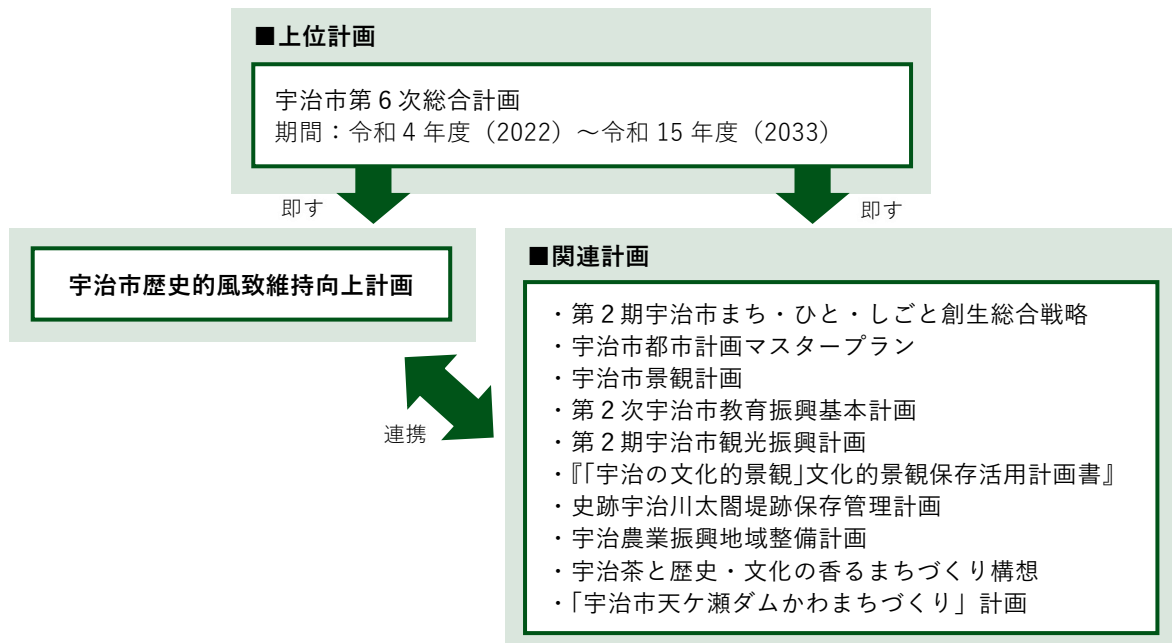 ■上位計画
宇治市第6次総合計画
期間：令和4年度（2022）～令和15年度（2033）
即す
即す
宇治市歴史的風致維持向上計画
連携
■関連計画
・第2期宇治市まち・ひと・しごと創生総合戦略
・宇治市都市計画マスタープラン
・宇治市景観計画
・第2次宇治市教育振興基本計画
・第2期宇治市観光振興計画
・『｢宇治の文化的景観｣文化的景観保存活用計画書』
・史跡宇治川太閤堤跡保存管理計画
・宇治農業振興地域整備計画
・宇治茶と歴史・文化の香るまちづくり構想
・｢宇治市天ケ瀬ダムかわまちづくり」計画